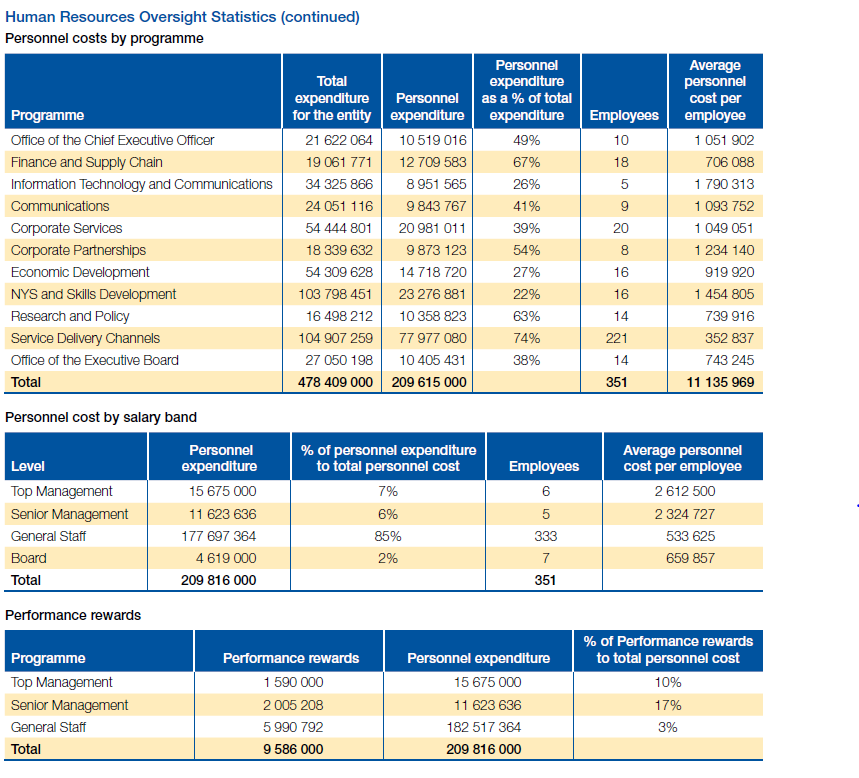 Human Resources Oversight Statistics (continued)
Personnel costs by programme
Programme Total expenditure for the entity Personnel expenditure Personnel expenditure as a % of total expenditure Employees Average personnel cost per employee
Office of the Chief Executive Officer 21 622 064 10 519 016 49% 10 1 051 902
Finance and Supply Chain 19 061 771 12 709 583 67% 18 706 088
Information Technology and Communications 34 325 866 8 951 565 26% 5 1 790 313
Communications 24 051 116 9 843 767 41% 9 1 093 752
Corporate Services 54 444 801 20 981 011 39% 20 1 049 051
Corporate Partnerships 18 339 632 9 873 123 54% 8 1 234 140
Economic Development 54 309 628 14 718 720 27% 16 919 920
NYS and Skills Development 103 798 451 23 276 881 22% 16 1 454 805
Research and Policy 16 498 212 10 358 823 63% 14 739 916
Service Delivery Channels 104 907 259 77 977 080 74% 221 352 837
Office of the Executive Board 27 050 198 10 405 431 38% 14 743 245
Total 478 409 000 209 615 000 351 11 135 969
Personnel cost by salary band
Level Personnel expenditure % of personnel expenditure to total personnel cost Employees Average personnel cost per employee
Top Management 15 675 000 7% 6 2 612 500
Senior Management 11 623 636 6% 5 2 324 727
General Staff 177 697 364 85% 333 533 625
Board 4 619 000 2% 7 659 857
Total 209 816 000 351
Performance rewards
Programme Performance rewards Personnel expenditure % of Performance rewards to total personnel cost
Top Management 1 590 000 15 675 000 10%
Senior Management 2 005 208 11 623 636 17%
General Staff 5 990 792 182 517 364 3%
Total 9 586 000 209 816 000